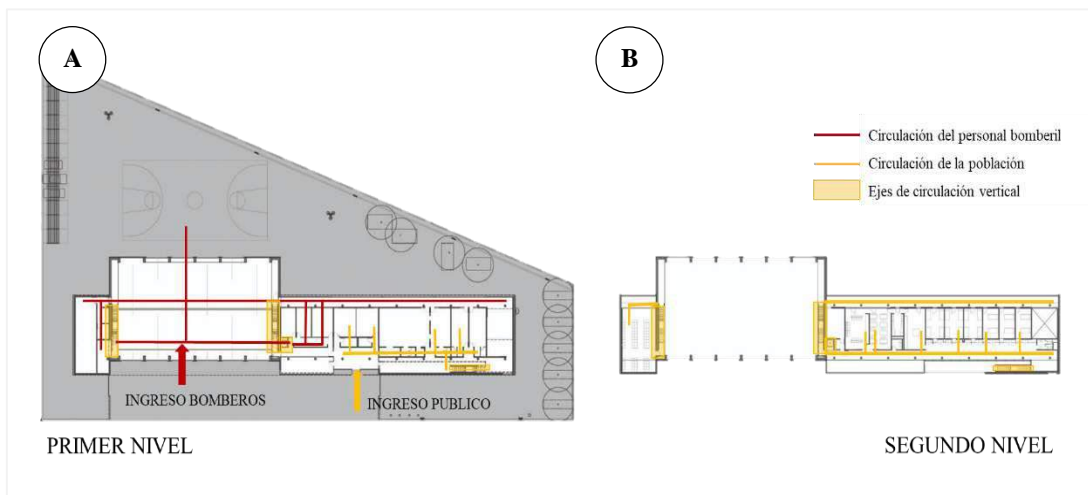 A
B
Circulación del personal bomberil
Circulación de la población
Ejes de circulación vertical
INGRESO BOMBEROS
INGRESO PUBLICO
PRIMER NIVEL
SEGUNDO NIVEL